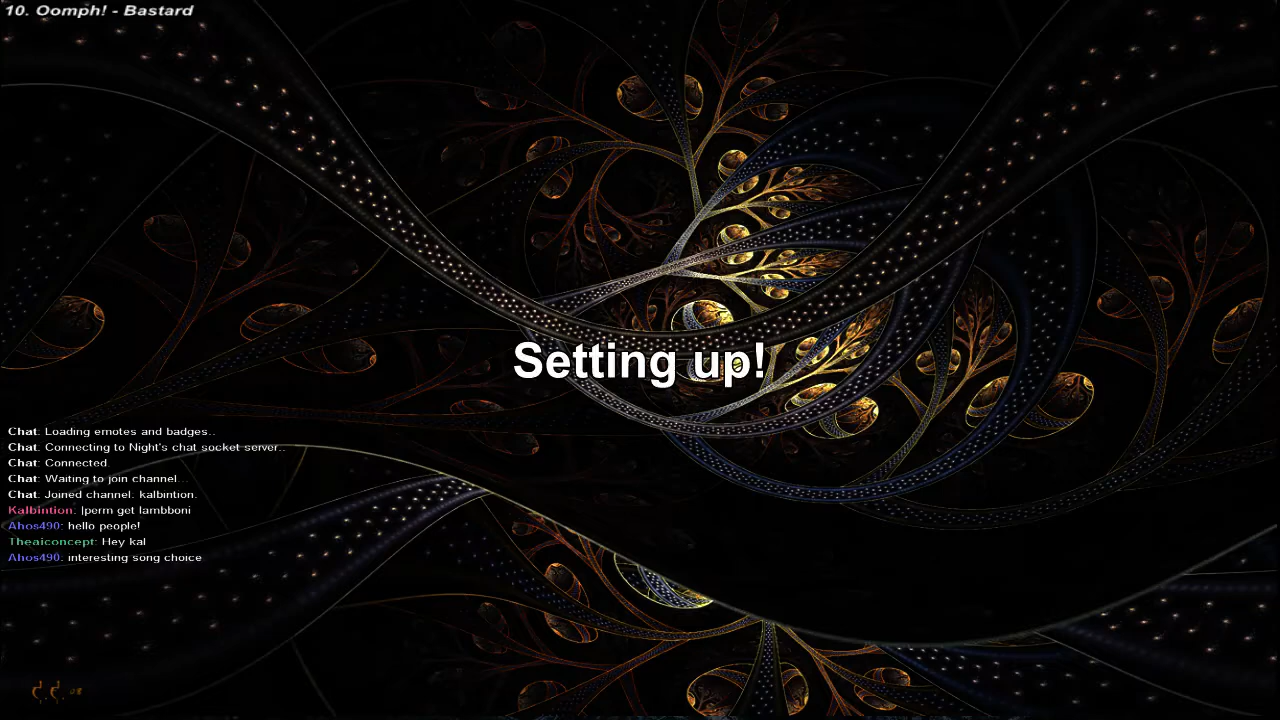 10. Oomph! - Bastard
Setting up!
Chat: Loading emotes and badges..
Chat: Connecting to Night's chat socket server..
Chat: Connected
Chat: Waiting to join channel...
Chat: Joined channel: kalbintion.
Kalbintion: |perm get lambboni
Ahos490: hello people!
Theaiconcept: Hey kal
Ahos490: interesting song choice